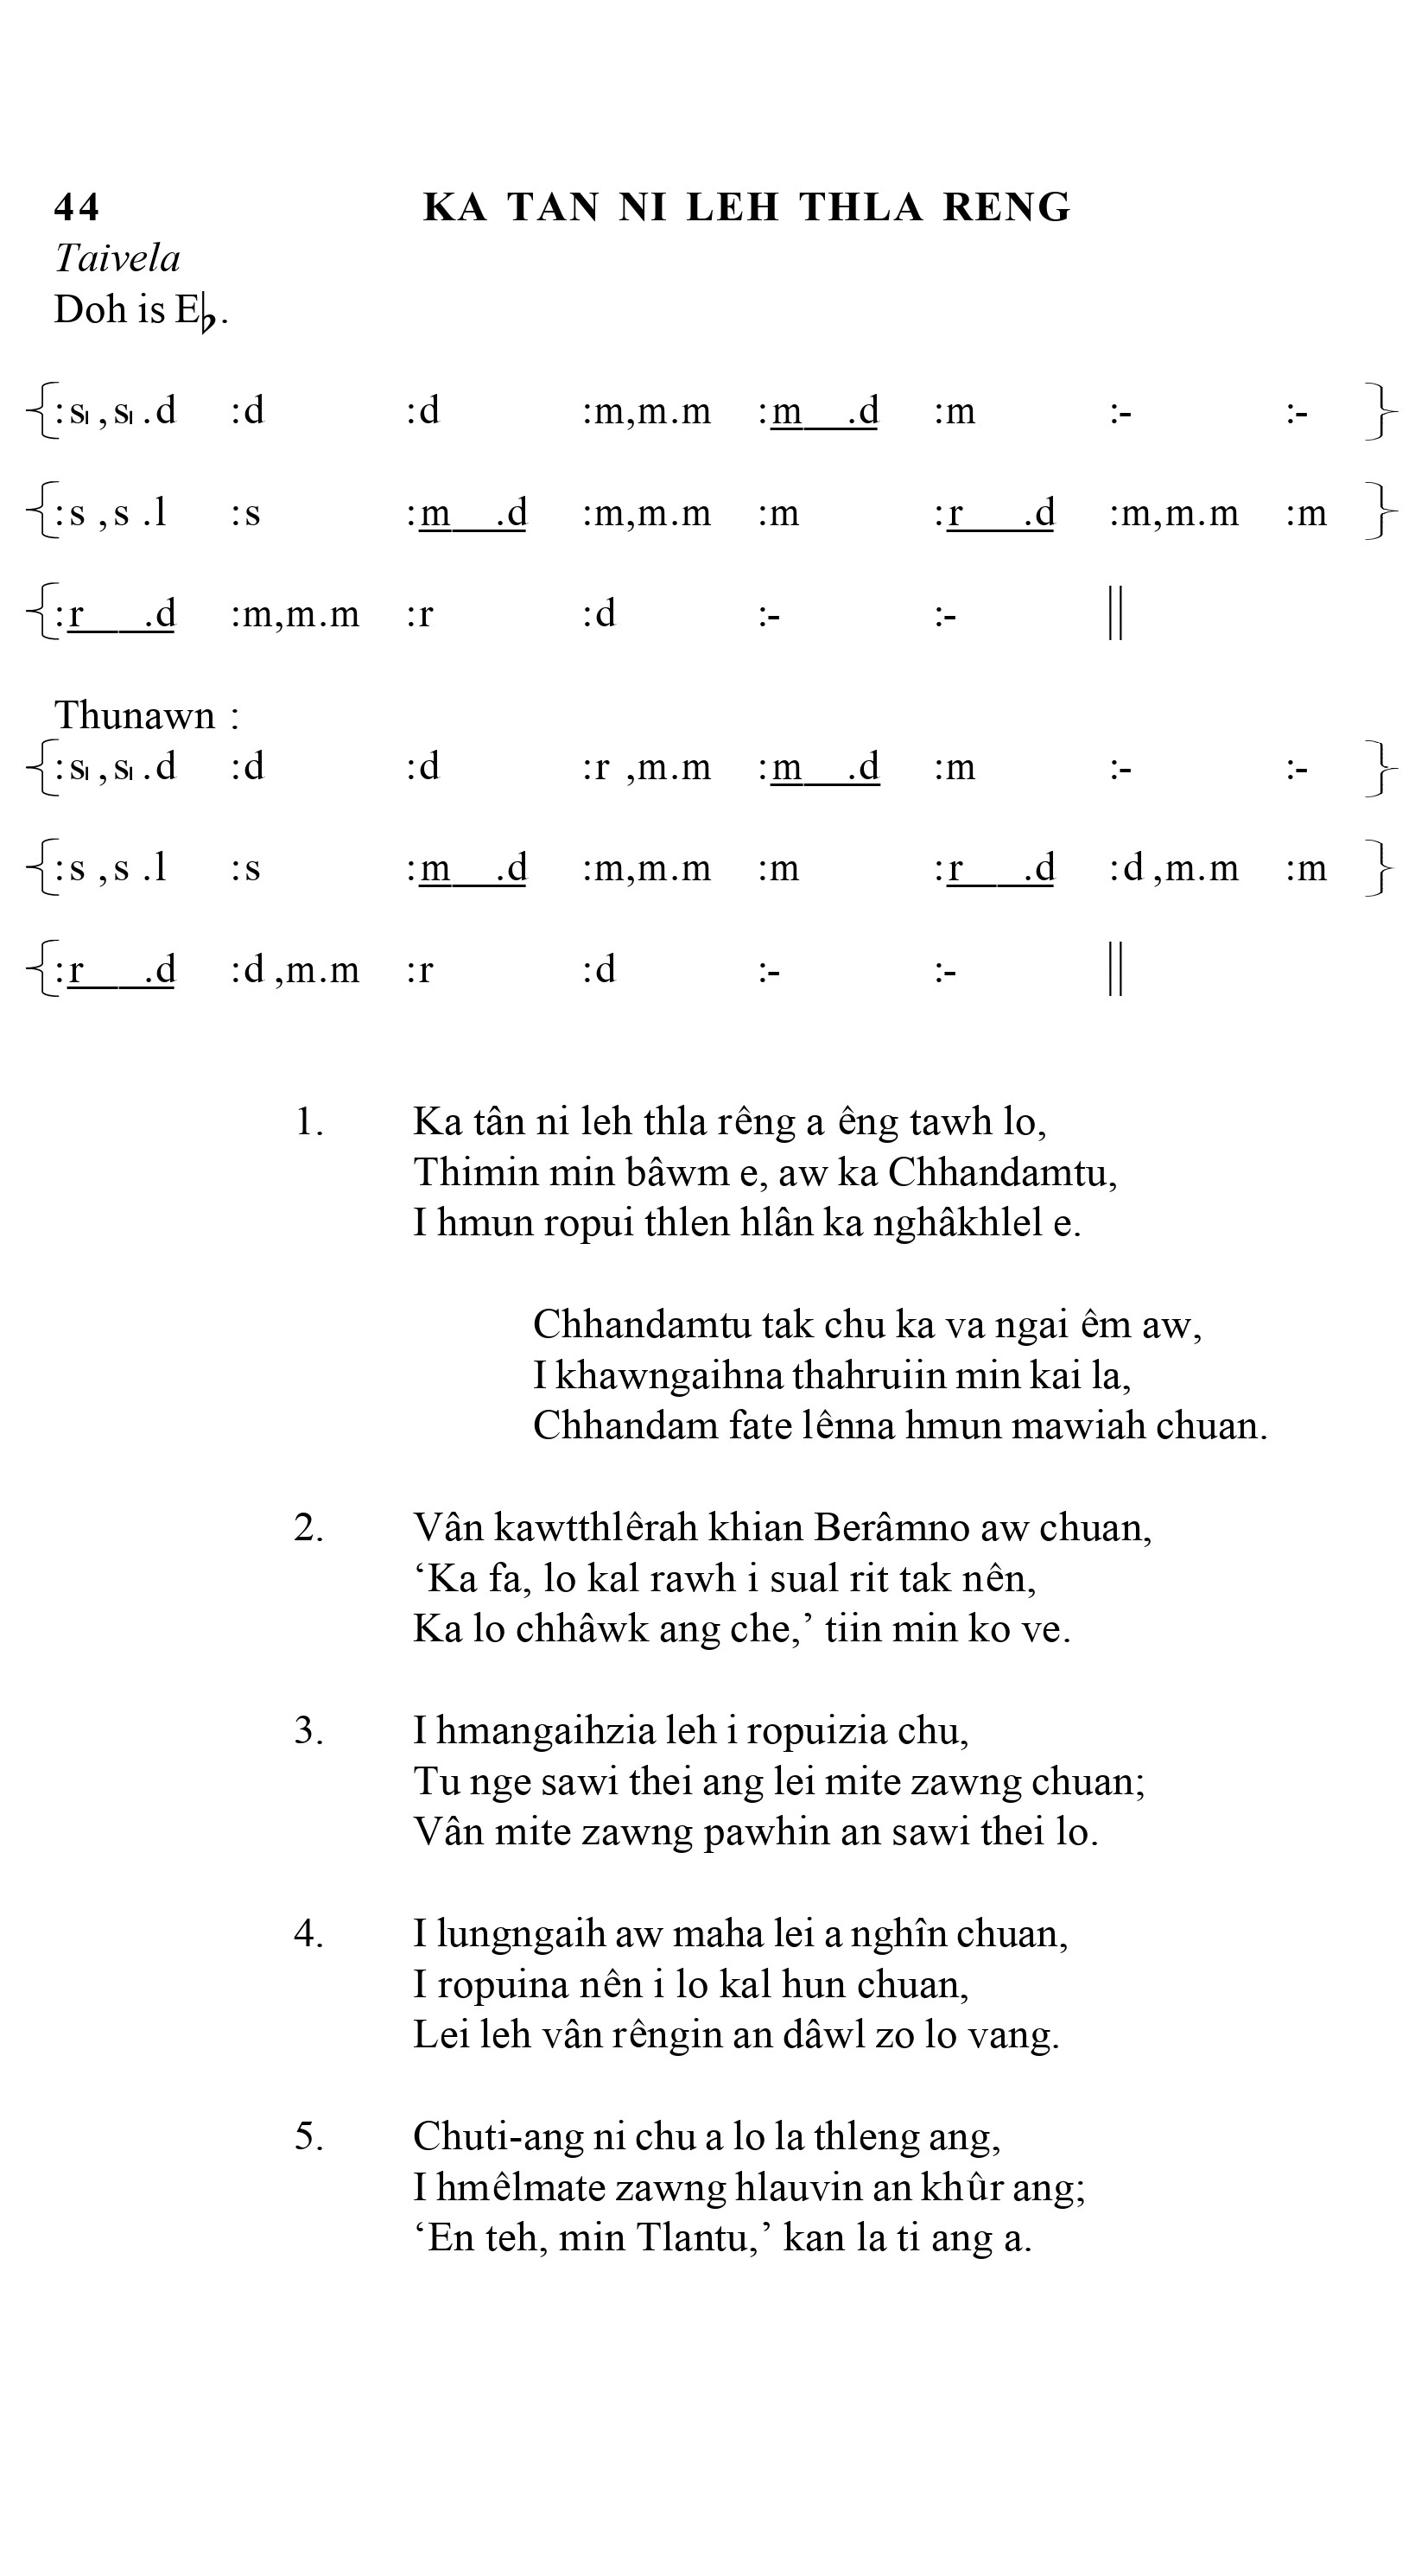 44 KA TAN NI LEH THLA RENG
Taivela
Doh is E♭.
{:s₁,s₁.d :d :d :m,m.m :m .d :m :- :- }
{:s ,s .l :s :m .d :m,m.m :m :r .d :m,m.m :m }
{:r .d :m,m.m :r :d :- :- ||
Thunawn :
{:s₁,s₁.d :d :d :r ,m.m :m .d :m :- :- }
{:s ,s .l :s :m .d :m,m.m :m :r .d :d ,m.m :m }
{:r .d :d ,m.m :r :d :- :- ||
1. Ka tân ni leh thla rêng a êng tawh lo,
Thimin min bâwm e, aw ka Chhandamtu,
I hmun ropui thlen hlân ka nghâkhlel e.
Chhandamtu tak chu ka va ngai êm aw,
I khawngaihna thahruiin min kai la,
Chhandam fate lênna hmun mawiah chuan.
2. Vân kawtthlêrah khian Berâmno aw chuan,
‘Ka fa, lo kal rawh i sual rit tak nên,
Ka lo chhâwk ang che,’ tiin min ko ve.
3. I hmangaihzia leh i ropuizia chu,
Tu nge sawi thei ang lei mite zawng chuan;
Vân mite zawng pawhin an sawi thei lo.
4. I lungngaih aw maha lei a nghîn chuan,
I ropuina nên i lo kal hun chuan,
Lei leh vân rêngin an dâwl zo lo vang.
5. Chuti-ang ni chu a lo la thleng ang,
I hmêlmate zawng hlauvin an khûr ang;
‘En teh, min Tlantu,’ kan la ti ang a.